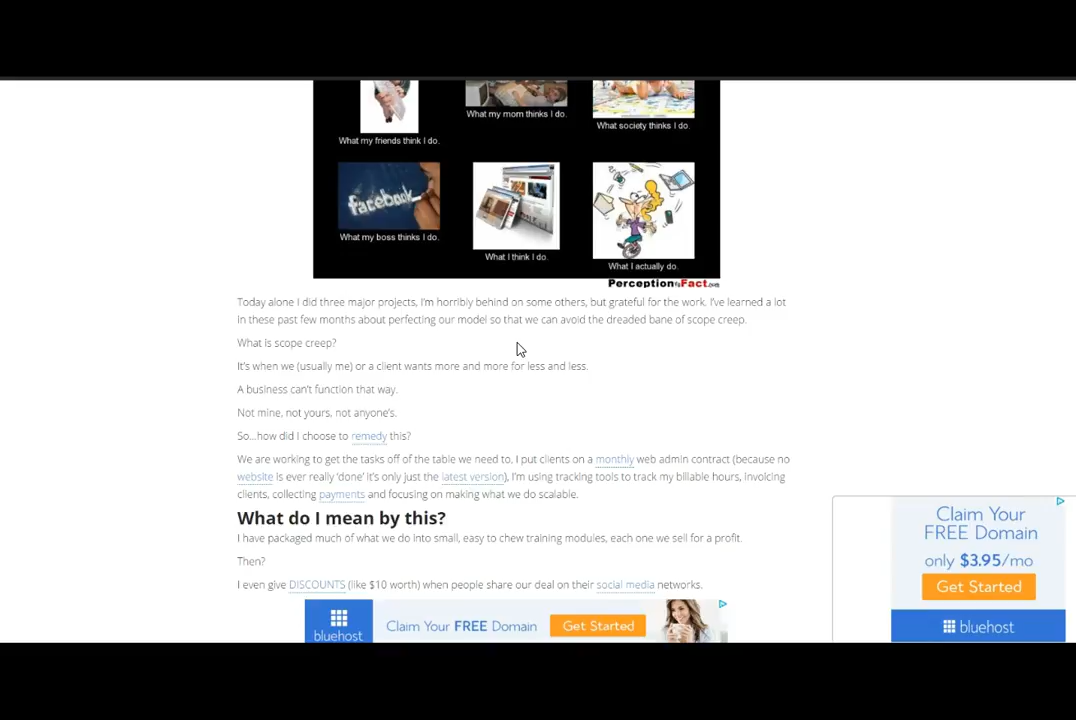 What my mom thinks I do.
What society thinks I do.
What my friends think I do.
facebook
What my boss thinks I do.
What I think I do.
What I actually do.
PerceptionvsFact.com
Today alone I did three major projects, I'm horribly behind on some others, but grateful for the work. I've learned a lot
in these past few months about perfecting our model so that we can avoid the dreaded bane of scope creep.
What is scope creep?
It's when we (usually me) or a client wants more and more for less and less.
A business can't function that way.
Not mine, not yours, not anyone's.
So...how did I choose to remedy this?
We are working to get the tasks off of the table we need to, I put clients on a monthly web admin contract (because no
website is ever really 'done' it's only just the latest version), I'm using tracking tools to track my billable hours, invoicing
clients, collecting payments and focusing on making what we do scalable.
What do I mean by this?
I have packaged much of what we do into small, easy to chew training modules, each one we sell for a profit.
Then?
I even give DISCOUNTS (like $10 worth) when people share our deal on their social media networks.
bluehost
Claim Your FREE Domain
Get Started
Claim Your
FREE Domain
only $3.95/mo
Get Started
bluehost